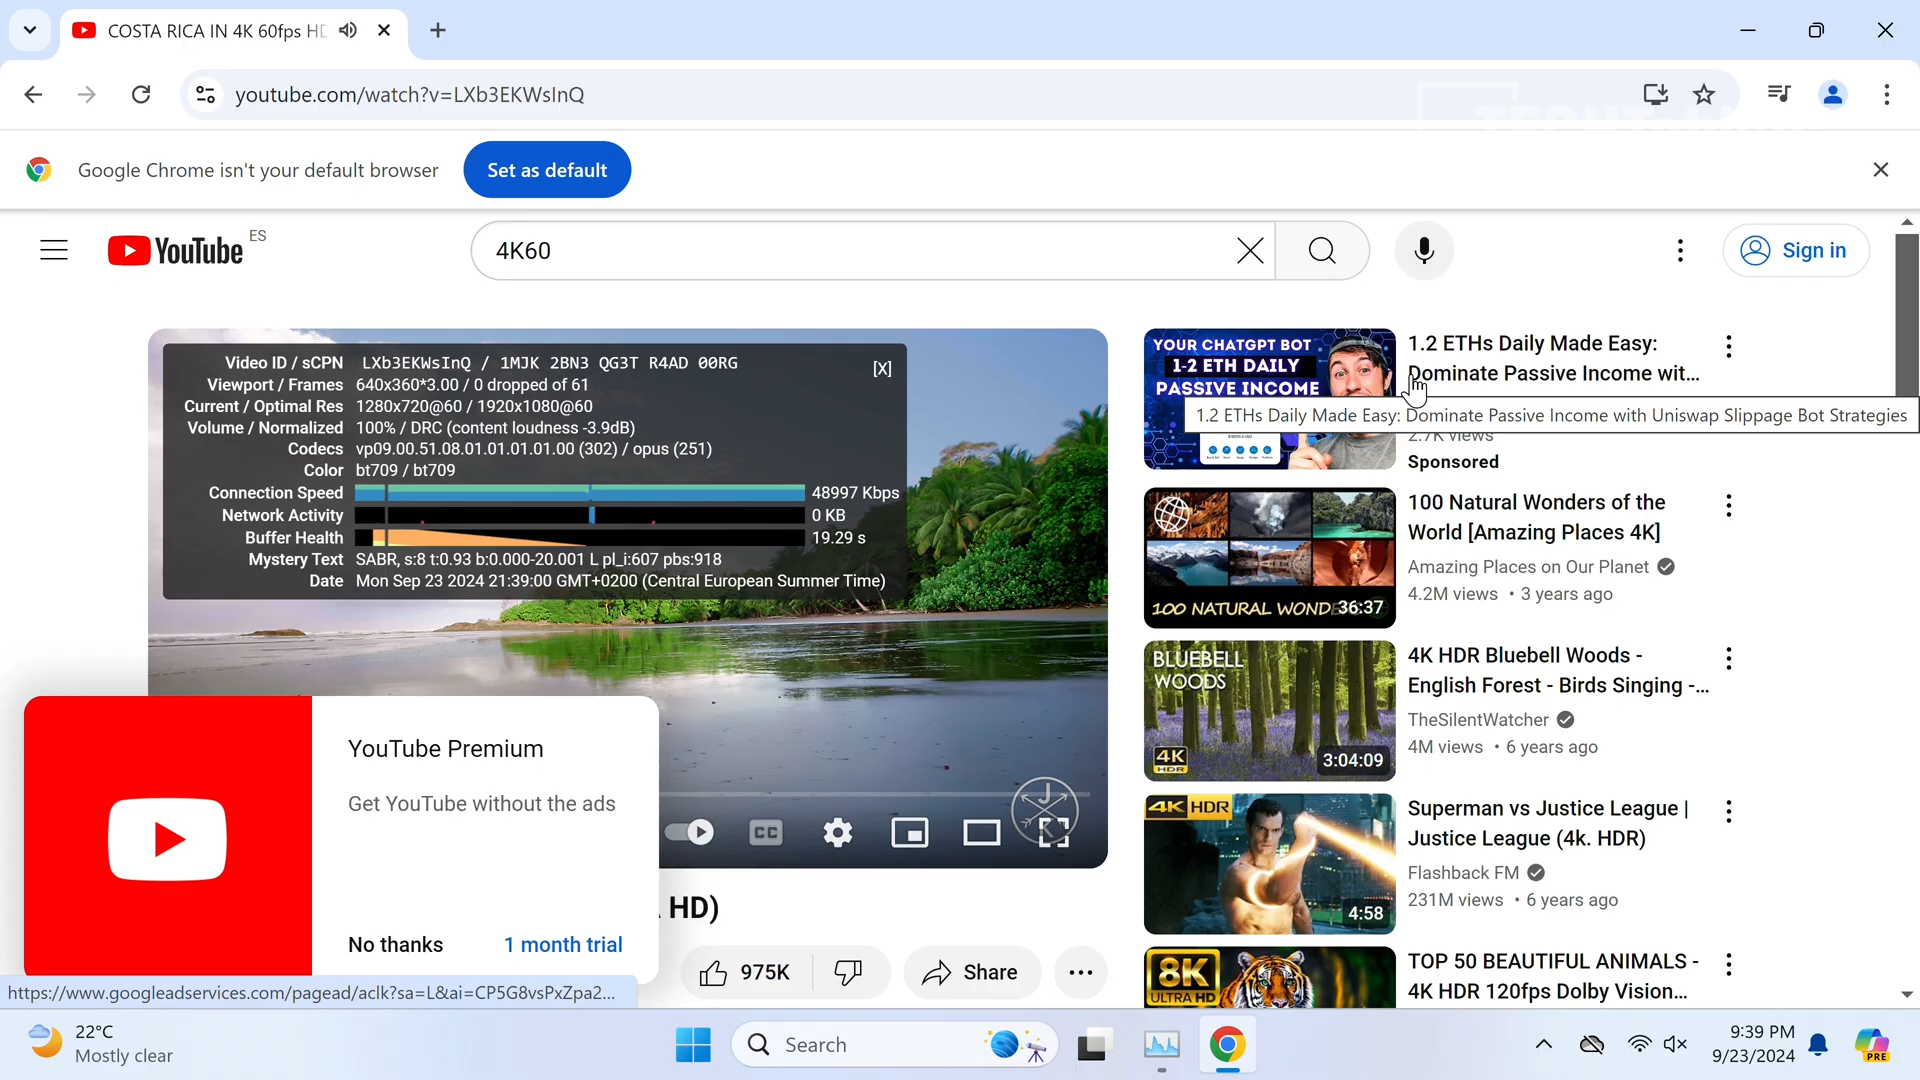 COSTA RICA IN 4K 60fps HD
youtube.com/watch?v=LXb3EKWsInQ
Google Chrome isn't your default browser
Set as default
YouTube ES
4K60
Sign in
Video ID / sCPN LXb3EKWsInQ / 1MJK 2BN3 QG3T R4AD 00RG
[X]
Viewport / Frames 640x360*3.00 / 0 dropped of 61
Current / Optimal Res 1280x720@60 / 1920x1080@60
Volume / Normalized 100% / DRC (content loudness -3.9dB)
Codecs vp09.00.51.08.01.01.01.01.00 (302) / opus (251)
Color bt709 / bt709
Connection Speed 48997 Kbps
Network Activity 0 KB
Buffer Health 19.29 s
Mystery Text SABR, s:8 t:0.93 b:0.000-20.001 L pl_i:607 pbs:918
Date Mon Sep 23 2024 21:39:00 GMT+0200 (Central European Summer Time)
CC
J
K
YouTube Premium
Get YouTube without the ads
No thanks
1 month trial
HD)
975K
Share
YOUR CHATGPT BOT
1-2 ETH DAILY
PASSIVE INCOME
1.2 ETHs Daily Made Easy:
Dominate Passive Income wit...
1.2 ETHs Daily Made Easy: Dominate Passive Income with Uniswap Slippage Bot Strategies
2.7K views
Sponsored
100 NATURAL WOND
36:37
100 Natural Wonders of the
World [Amazing Places 4K]
Amazing Places on Our Planet
4.2M views • 3 years ago
BLUEBELL
WOODS
4K
HDR
3:04:09
4K HDR Bluebell Woods -
English Forest - Birds Singing -...
TheSilentWatcher
4M views • 6 years ago
4K HDR
4:58
Superman vs Justice League |
Justice League (4k. HDR)
Flashback FM
231M views • 6 years ago
8K
ULTRA HD
TOP 50 BEAUTIFUL ANIMALS -
4K HDR 120fps Dolby Vision...
https://www.googleadservices.com/pagead/aclk?sa=L&ai=CP5G8vsPxZpa2...
22°C
Mostly clear
Search
9:39 PM
9/23/2024
PRE